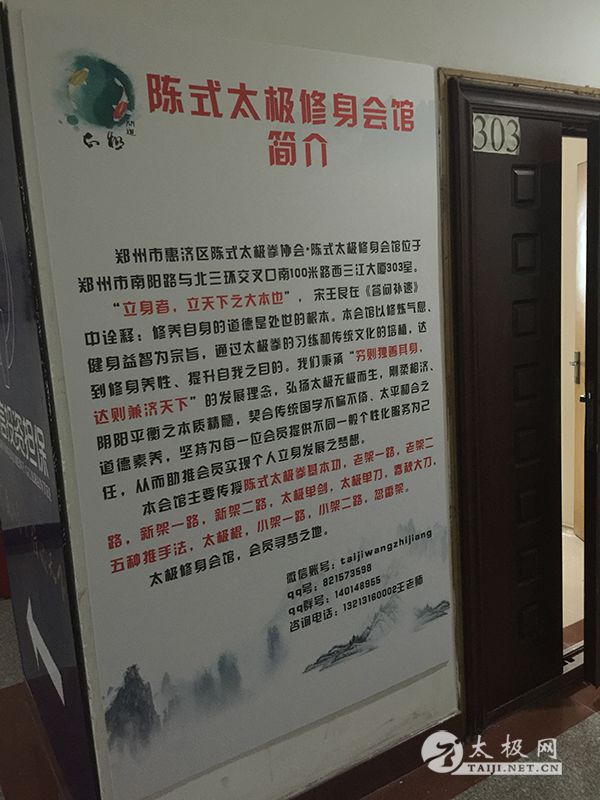 陈式太极修身会馆
简介
303
郑州市惠济区陈式太极拳协会·陈式太极修身会馆位于
郑州市南阳路与北三环交叉口南100米路西三江大厦303室。
“立身者，立天下之大本也”，宋王艮在《答问补遗》
中诠释：修养自身的道德是处世的根本。本会馆以修炼气息、
健身益智为宗旨，通过太极拳的习练和传统文化的培植，达
到修身养性、提升自我之目的。我们秉承“穷则独善其身，
达则兼济天下”的发展理念，弘扬太极无极而生，刚柔相济、
阴阳平衡之本质精髓，契合传统国学不偏不倚、太平和合之
道德素养，坚持为每一位会员提供不同一般个性化服务为己
任，从而助推会员实现个人立身发展之梦想。
本会馆主要传授陈式太极拳基本功，老架一路，老架二
路，新架一路，新架二路，太极单剑，太极单刀，春秋大刀，
五种推手法，太极棍，小架一路，小架二路，忽雷架。
太极修身会馆，会员寻梦之地。
微信账号：taijiwangzhijiang
qq号：821573598
qq群号：140148955
咨询电话：13213160002王老师
太极网
TAIJI.NET.CN